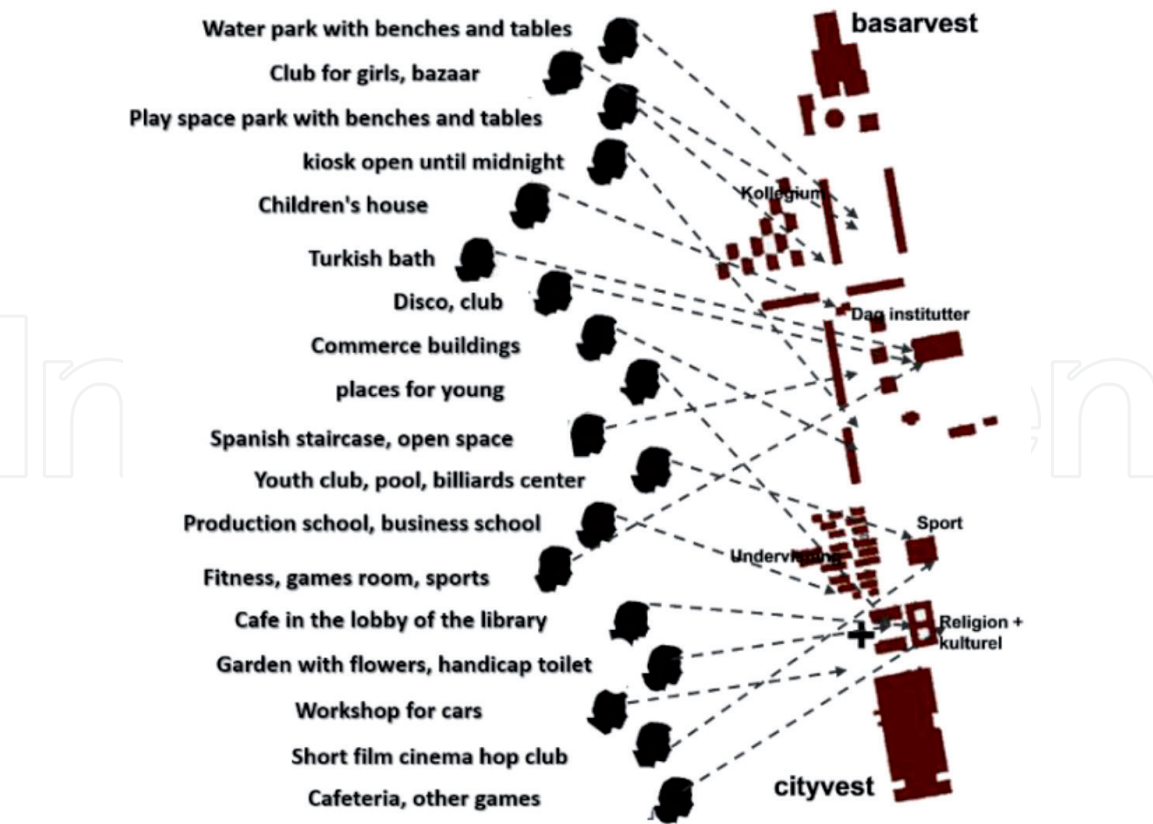 Water park with benches and tables
basarvest
Club for girls, bazaar
Play space park with benches and tables
kiosk open until midnight
Kollegium
Children's house
Turkish bath
Disco, club
Dag institutter
Commerce buildings
places for young
Spanish staircase, open space
Youth club, pool, billiards center
Production school, business school
Sport
Undervisning
Fitness, games room, sports
Cafe in the lobby of the library
Religion +
kulturel
Garden with flowers, handicap toilet
Workshop for cars
Short film cinema hop club
cityvest
Cafeteria, other games